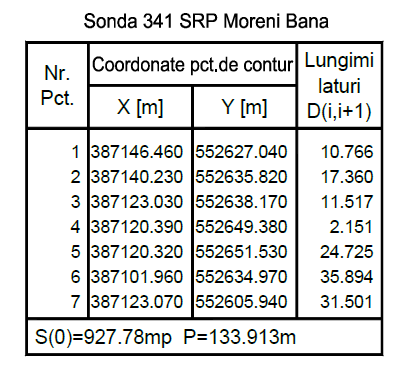 Sonda 341 SRP Moreni Bana
Nr. Pct. Coordonate pct.de contur Lungimi laturi D(i,i+1)
X [m] Y [m]
1 387146.460 552627.040 10.766
2 387140.230 552635.820 17.360
3 387123.030 552638.170 11.517
4 387120.390 552649.380 2.151
5 387120.320 552651.530 24.725
6 387101.960 552634.970 35.894
7 387123.070 552605.940 31.501
S(0)=927.78mp P=133.913m